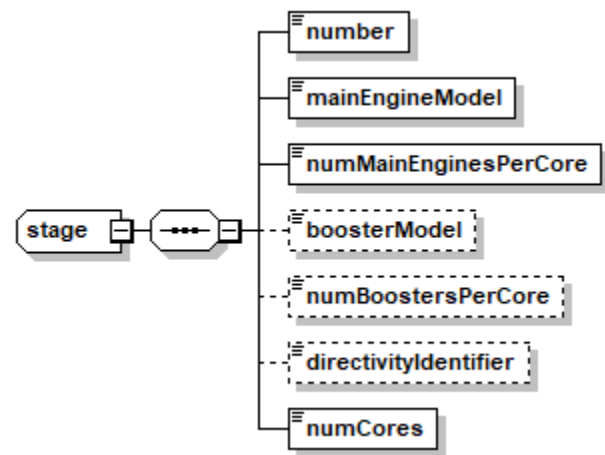 number
mainEngineModel
numMainEnginesPerCore
stage
boosterModel
numBoostersPerCore
directivityIdentifier
numCores